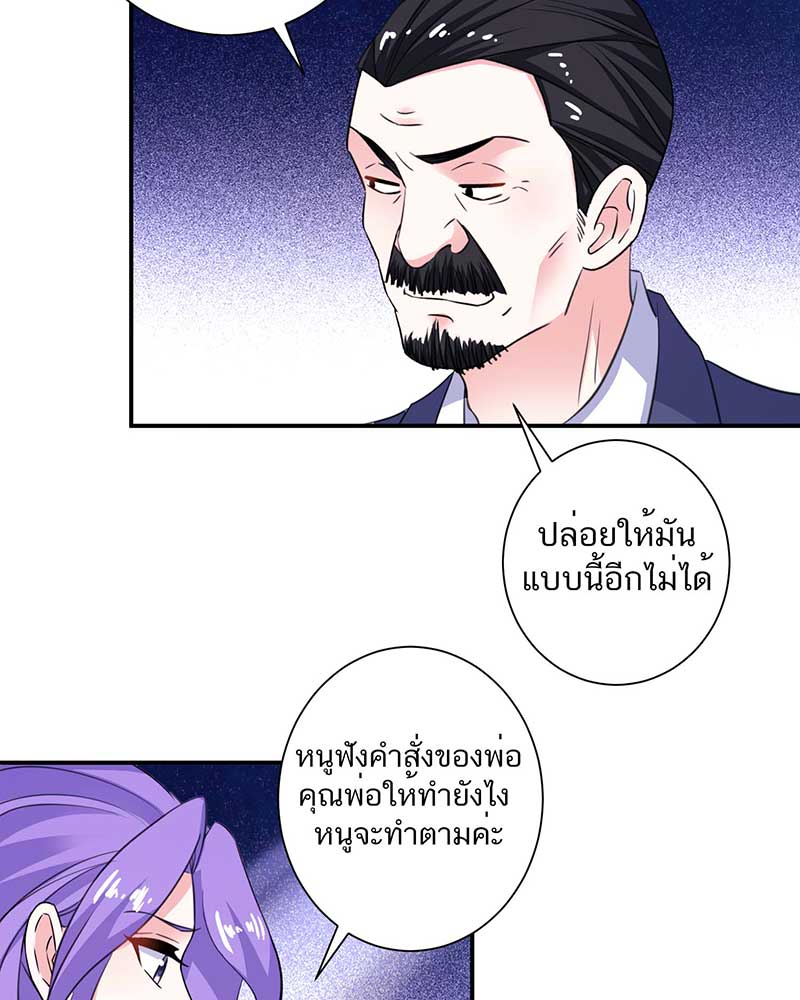 ปล่อยให้มัน
แบบนี้อีกไม่ได้
หนูฟังคำสั่งของพ่อ
คุณพ่อให้ทำยังไง
หนูจะทำตามค่ะ